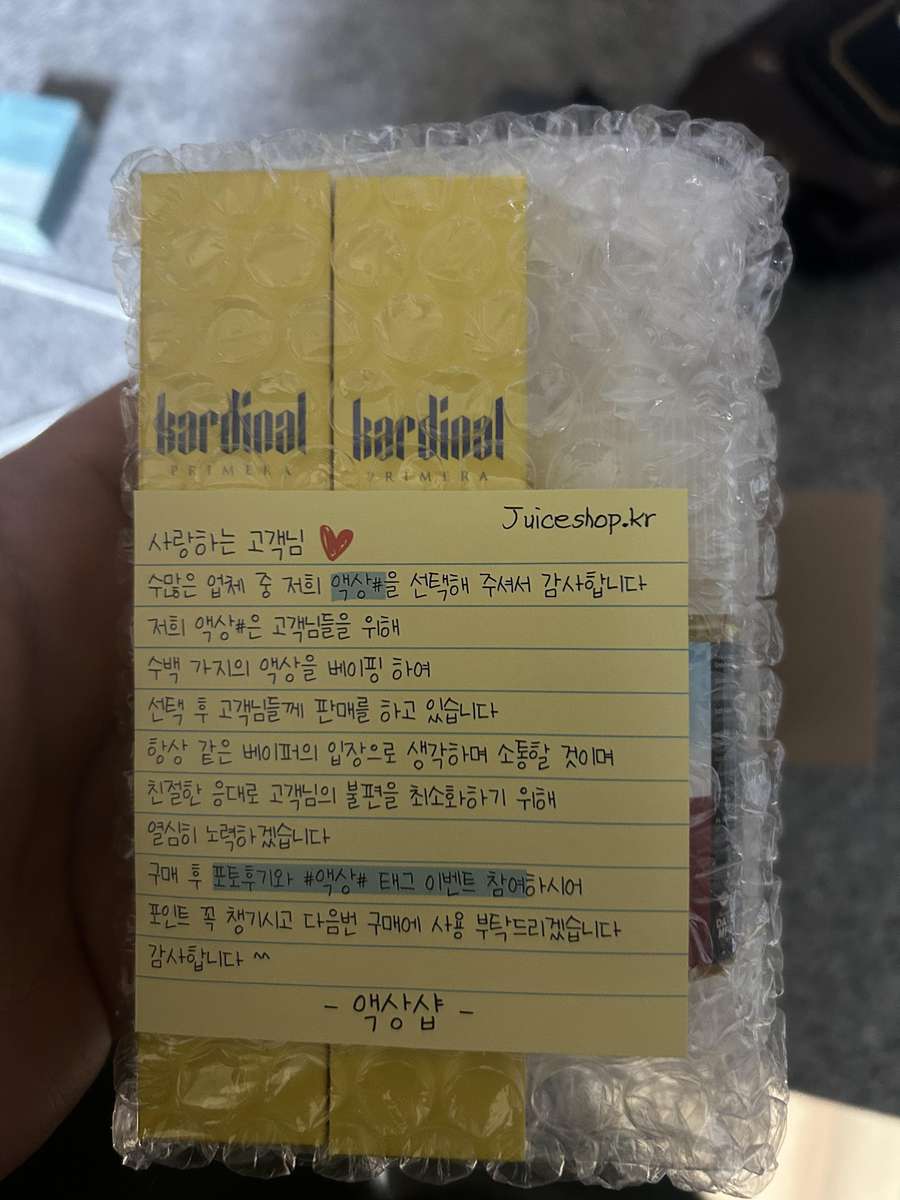 kardinal kardinal
PRIMERA PRIMERA
Juiceshop.kr
사랑하는 고객님
수많은 업체 중 저희 액상#을 선택해 주셔서 감사합니다
저희 액상#은 고객님들을 위해
수백 가지의 액상을 베이핑 하여
선택 후 고객님들께 판매를 하고 있습니다
항상 같은 베이퍼의 입장으로 생각하며 소통할 것이며
친절한 응대로 고객님의 불편을 최소화하기 위해
열심히 노력하겠습니다
구매 후 포토후기와 #액상# 태그 이벤트 참여하시어
포인트 꼭 챙기시고 다음번 구매에 사용 부탁드리겠습니다
감사합니다 ^^
- 액상샵 -